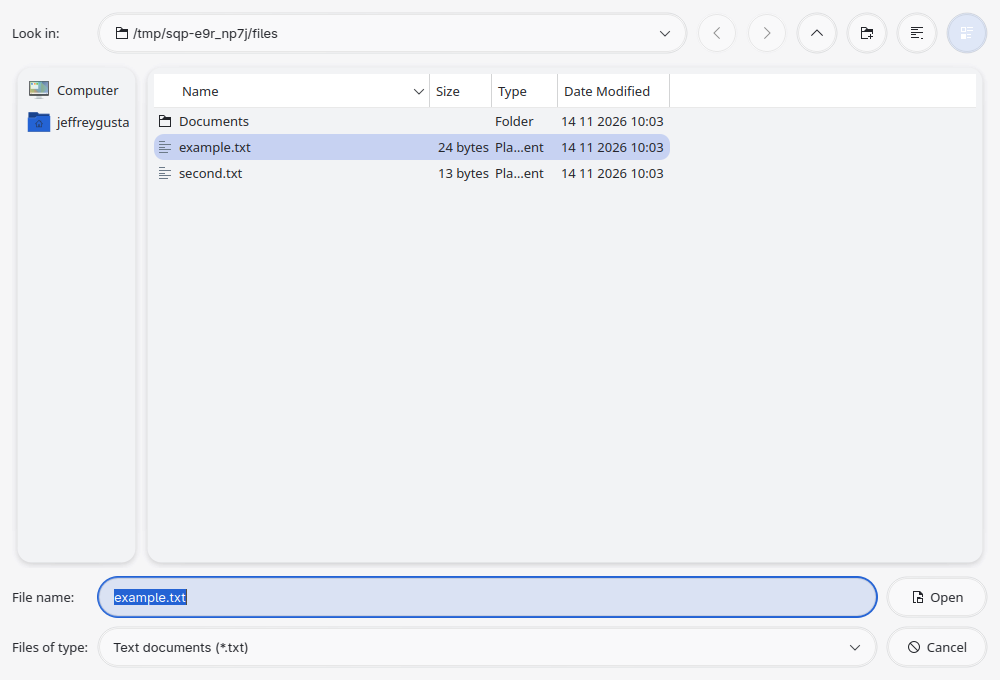 Look in: /tmp/sqp-e9r_np7j/files
Computer
jeffreygusta
Name Size Type Date Modified
Documents Folder 14 11 2026 10:03
example.txt 24 bytes Pla...ent 14 11 2026 10:03
second.txt 13 bytes Pla...ent 14 11 2026 10:03
File name: example.txt Open
Files of type: Text documents (*.txt) Cancel